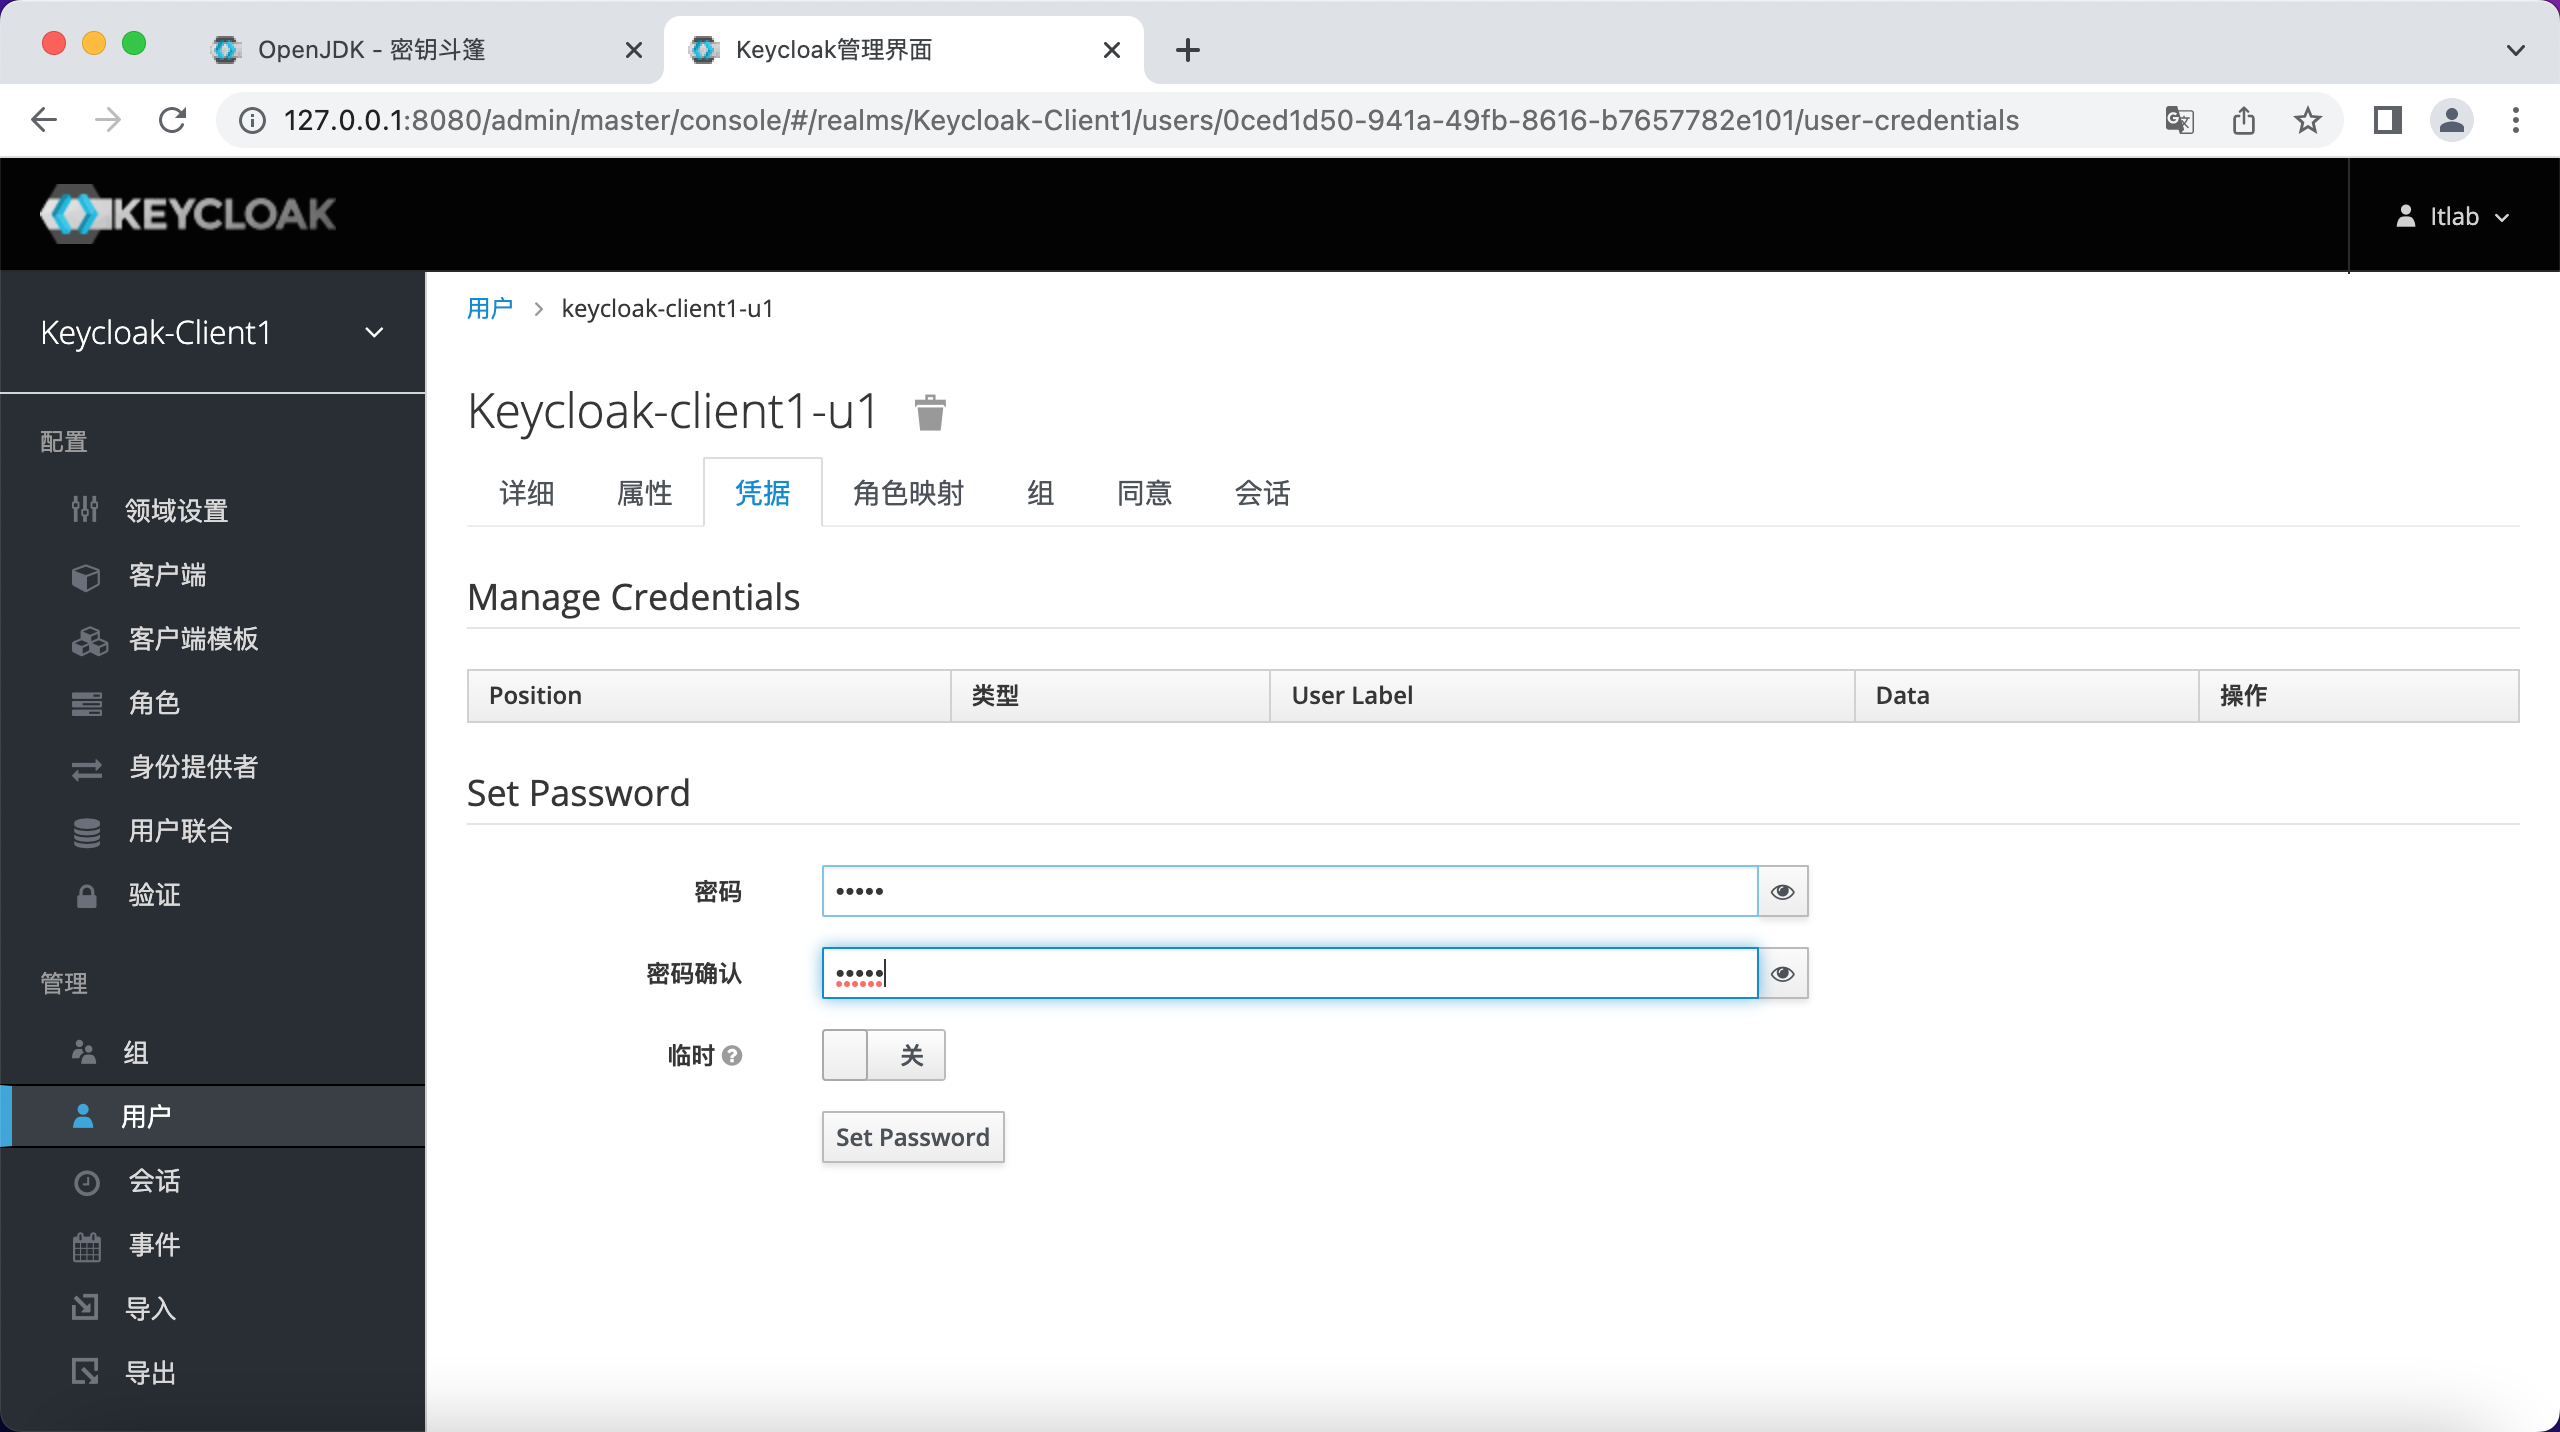 OpenJDK - 密钥斗篷
Keycloak管理界面
127.0.0.1:8080/admin/master/console/#/realms/Keycloak-Client1/users/0ced1d50-941a-49fb-8616-b7657782e101/user-credentials
KEYCLOAK
ltlab
Keycloak-Client1
配置
领域设置
客户端
客户端模板
角色
身份提供者
用户联合
验证
管理
组
用户
会话
事件
导入
导出
用户 > keycloak-client1-u1
Keycloak-client1-u1
详细 属性 凭据 角色映射 组 同意 会话
Manage Credentials
Position 类型 User Label Data 操作
Set Password
密码 •••••
密码确认 •••••
临时 关
Set Password